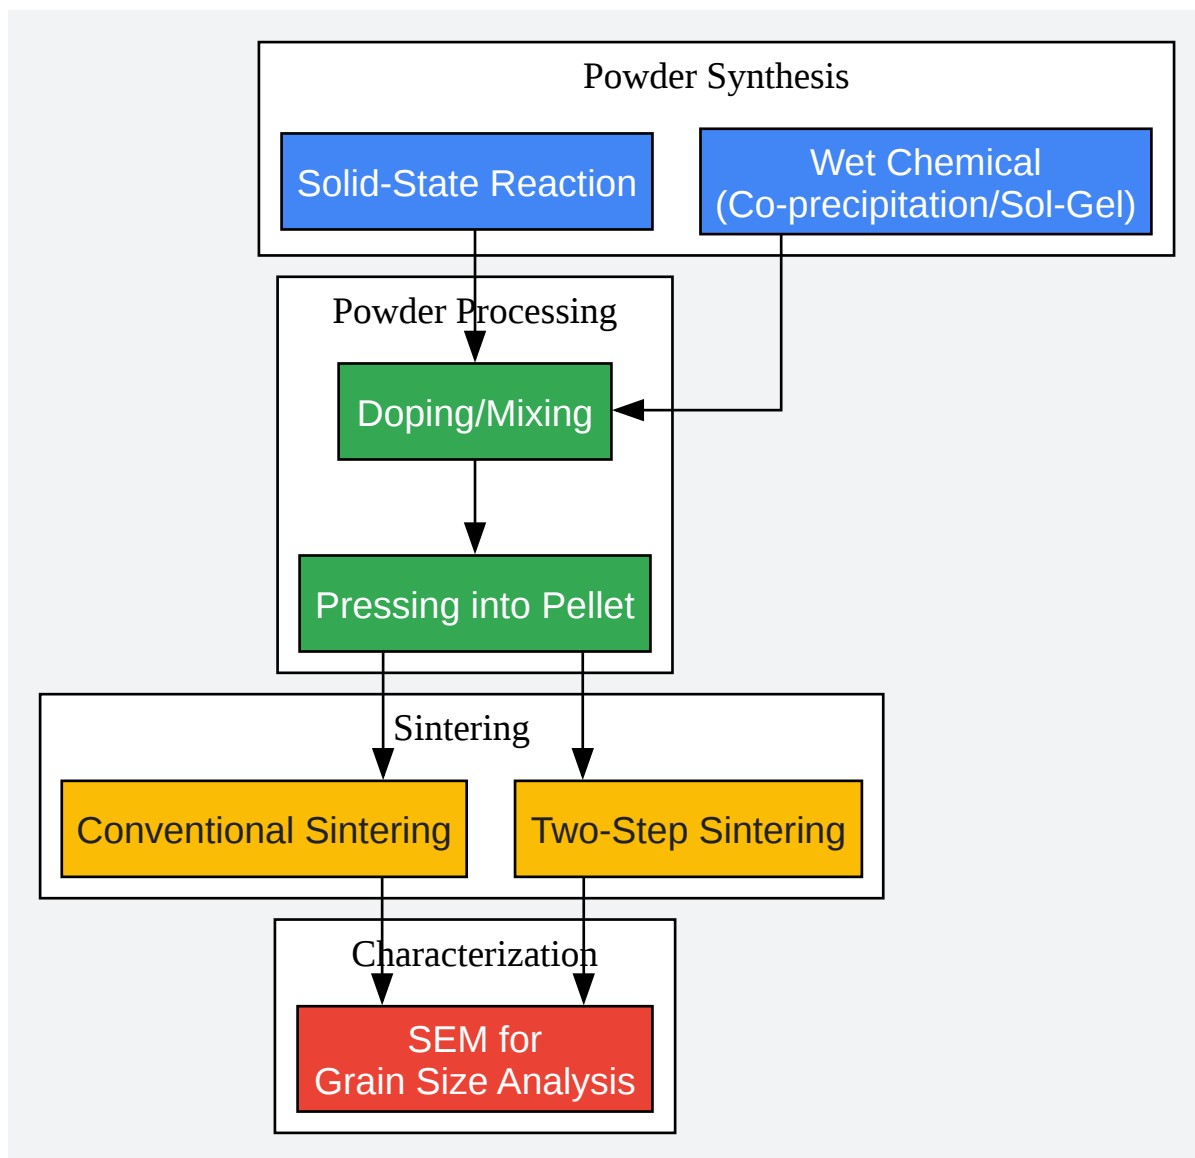 Powder Synthesis
Solid-State Reaction
Wet Chemical
(Co-precipitation/Sol-Gel)
Powder Processing
Doping/Mixing
Pressing into Pellet
Sintering
Conventional Sintering
Two-Step Sintering
Characterization
SEM for
Grain Size Analysis